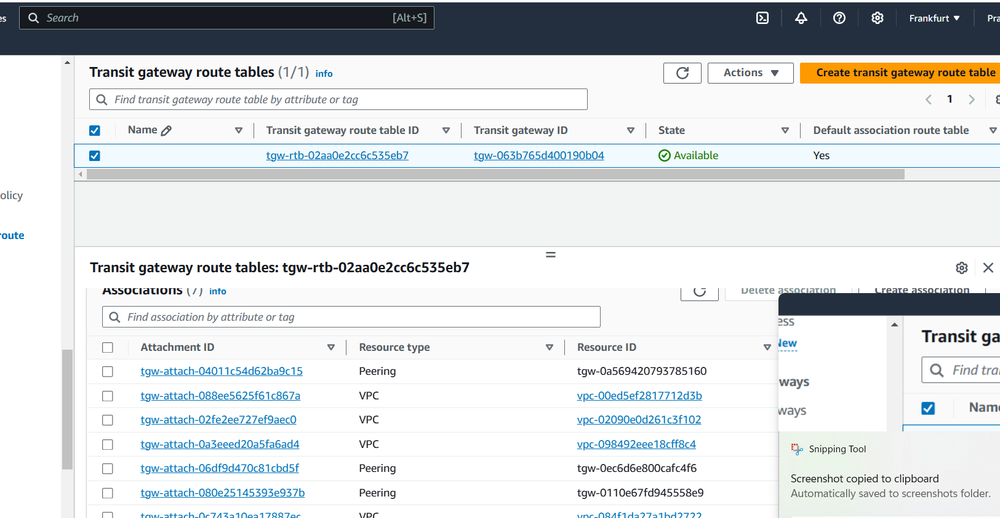 es
Search [Alt+S]
Frankfurt ▼ Pra
Transit gateway route tables (1/1) info
Actions ▼
Create transit gateway route table
Find transit gateway route table by attribute or tag
1
Name
Transit gateway route table ID
Transit gateway ID
State
Default association route table
tgw-rtb-02aa0e2cc6c535eb7
tgw-063b765d400190b04
Available
Yes
olicy
route
Transit gateway route tables: tgw-rtb-02aa0e2cc6c535eb7
Associations (7) info
Delete association
Create association
Find association by attribute or tag
Attachment ID
Resource type
Resource ID
tgw-attach-04011c54d62ba9c15 Peering tgw-0a569420793785160
tgw-attach-088ee5625f61c867a VPC vpc-00ed5ef2817712d3b
tgw-attach-02fe2ee727ef9aec0 VPC vpc-02090e0d261c3f102
tgw-attach-0a3eeed20a5fa6ad4 VPC vpc-098492eee18cff8c4
tgw-attach-06df9d470c81cbd5f Peering tgw-0ec6d6e800cafc4f6
tgw-attach-080e25145393e937b Peering tgw-0110e67fd945558e9
tgw-attach-0c743a10ea17887ec VPC vpc-084f1da27a1bd2722
ess
New
ways
ways
Transit ga
Find tra
Name
Snipping Tool
Screenshot copied to clipboard
Automatically saved to screenshots folder.